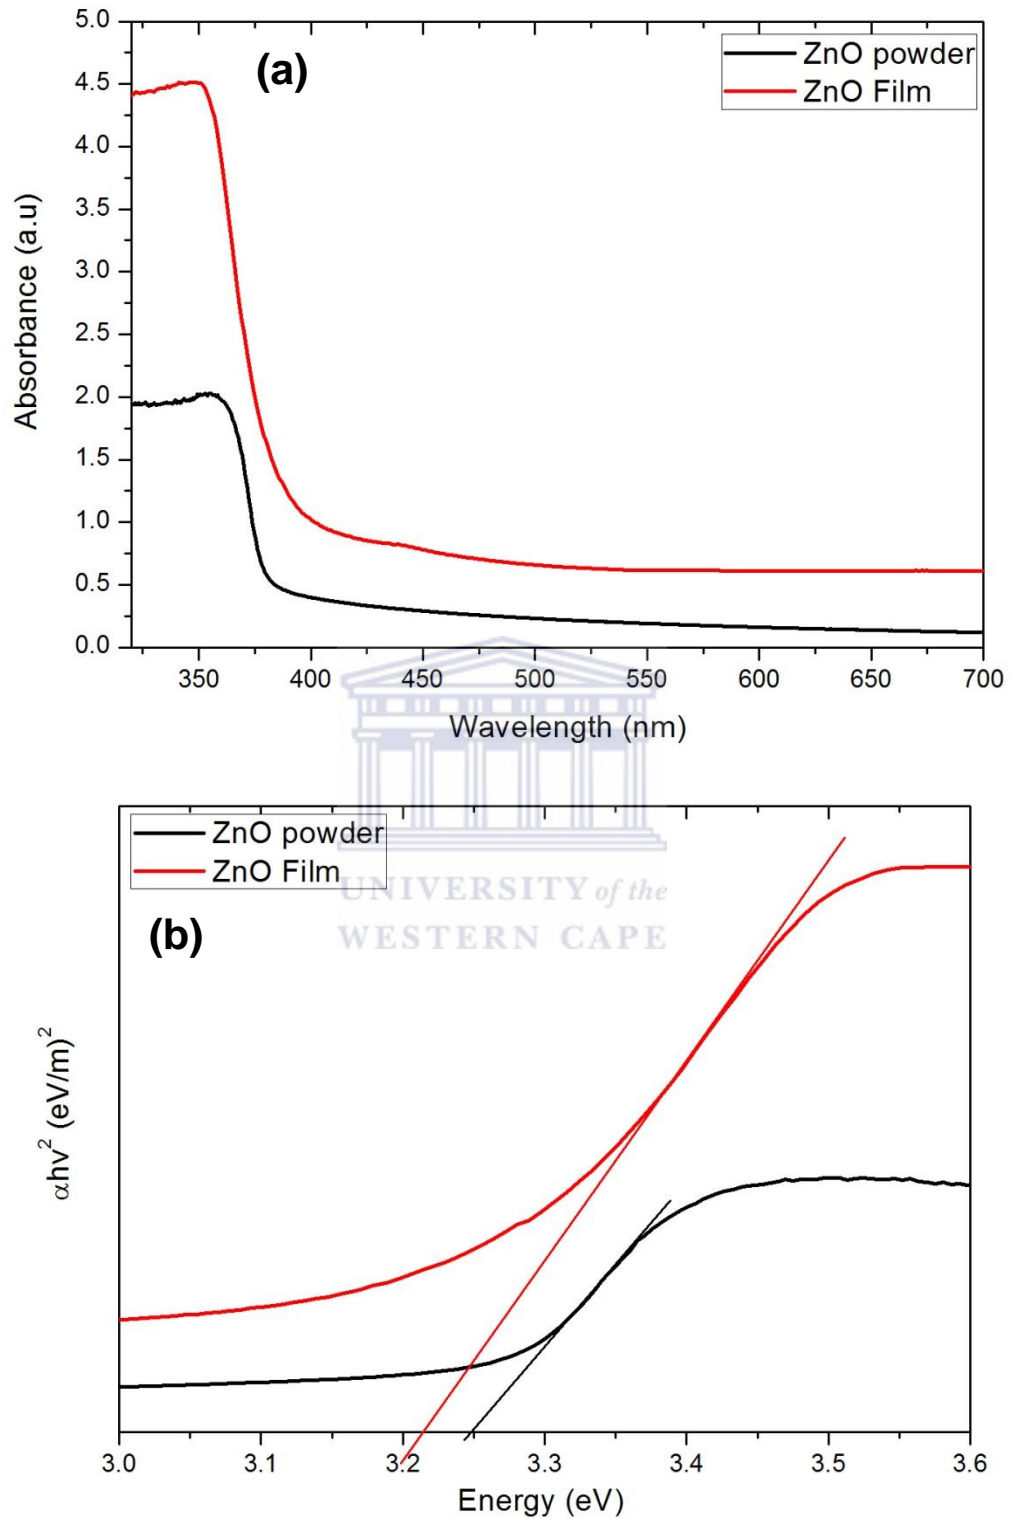 (a)
ZnO powder
ZnO Film
5.0
4.5
4.0
3.5
3.0
2.5
2.0
1.5
1.0
0.5
0.0
Absorbance (a.u)
350 400 450 500 550 600 650 700
Wavelength (nm)
ZnO powder
ZnO Film
UNIVERSITY of the
WESTERN CAPE
(b)
αhv² (eV/m)²
3.0 3.1 3.2 3.3 3.4 3.5 3.6
Energy (eV)